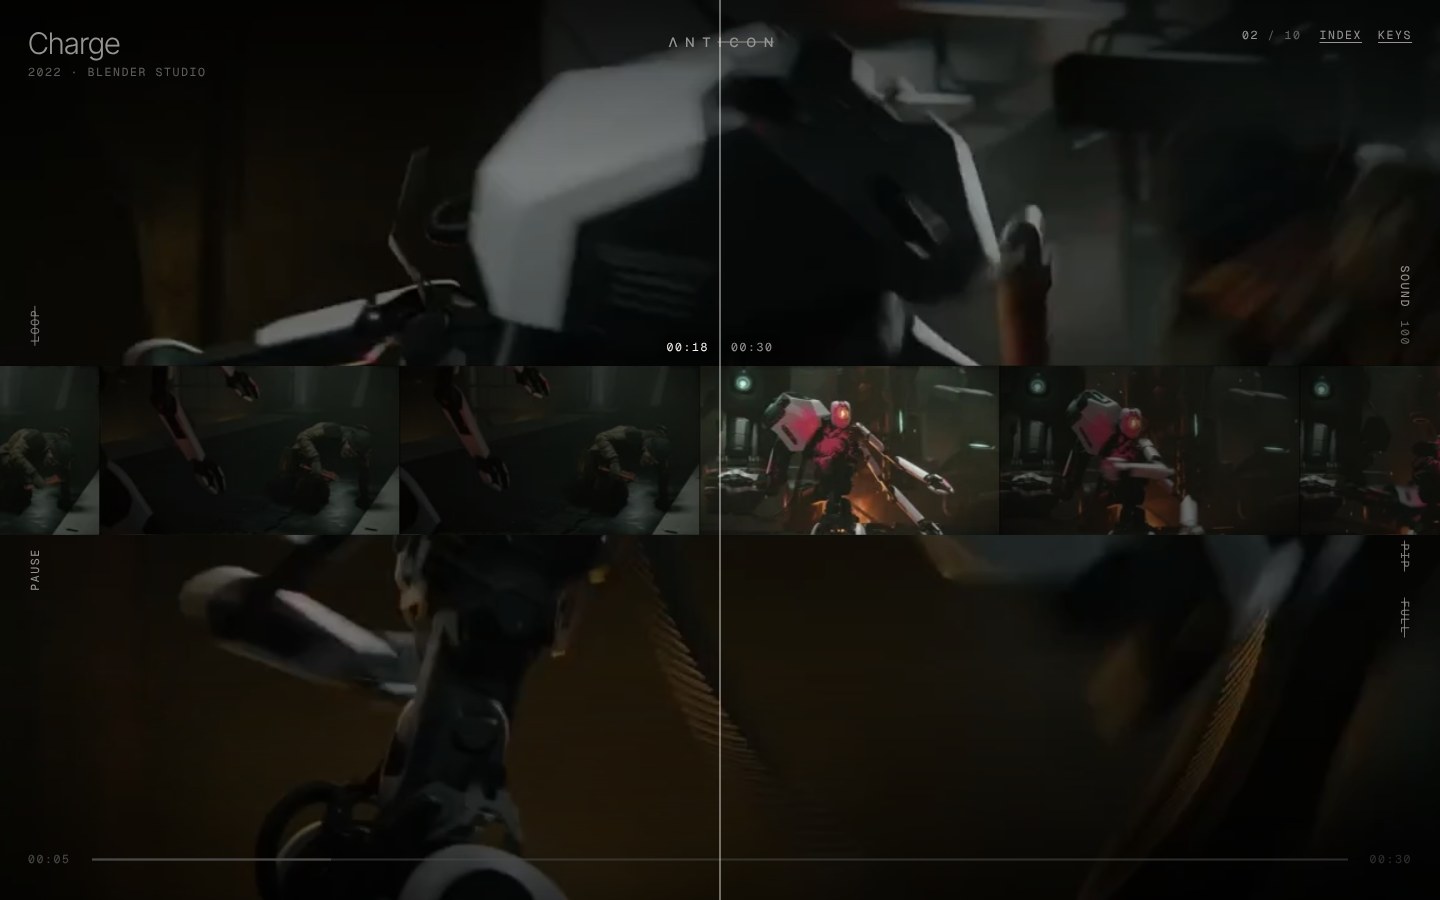 Charge
2022 · BLENDER STUDIO
ΛNTICON
02 / 10 INDEX KEYS
LOOP
SOUND 100
00:18 00:30
PAUSE
PIP
FULL
00:05
00:30